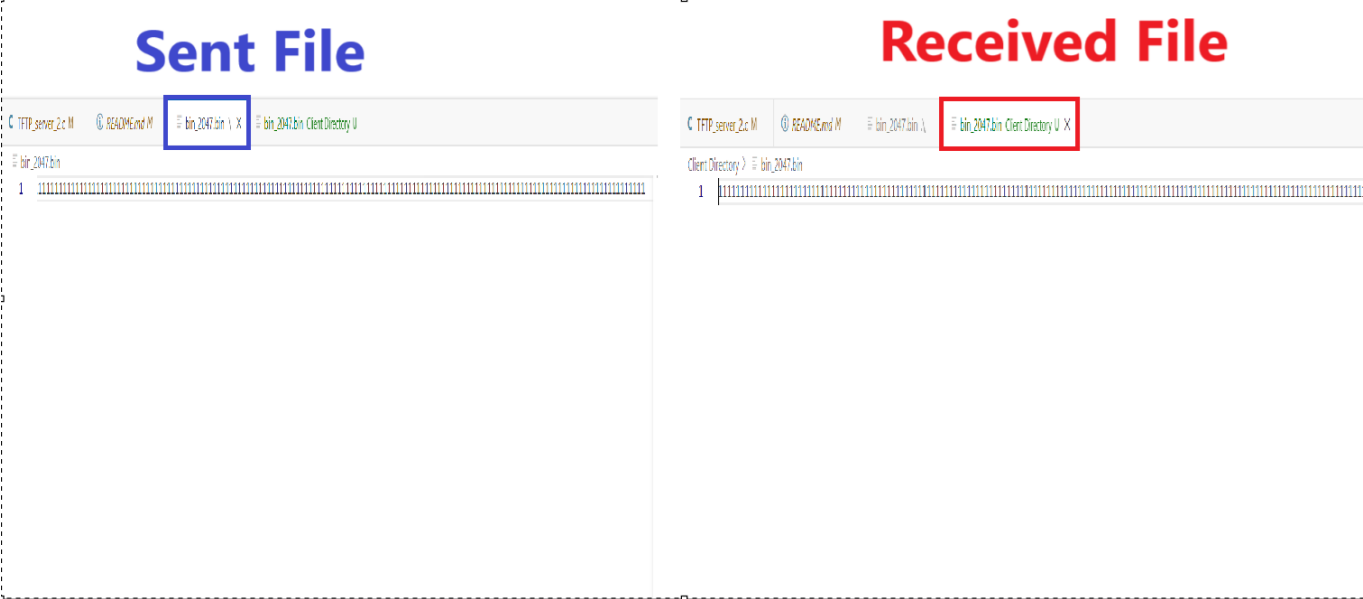 Sent File
TFTP_server_2.c M README.md M bin_2047.bin .\ X bin_2047.bin Client Directory U
bin_2047.bin
1
Received File
TFTP_server_2.c M README.md M bin_2047.bin .\ bin_2047.bin Client Directory U X
Client Directory > bin_2047.bin
1